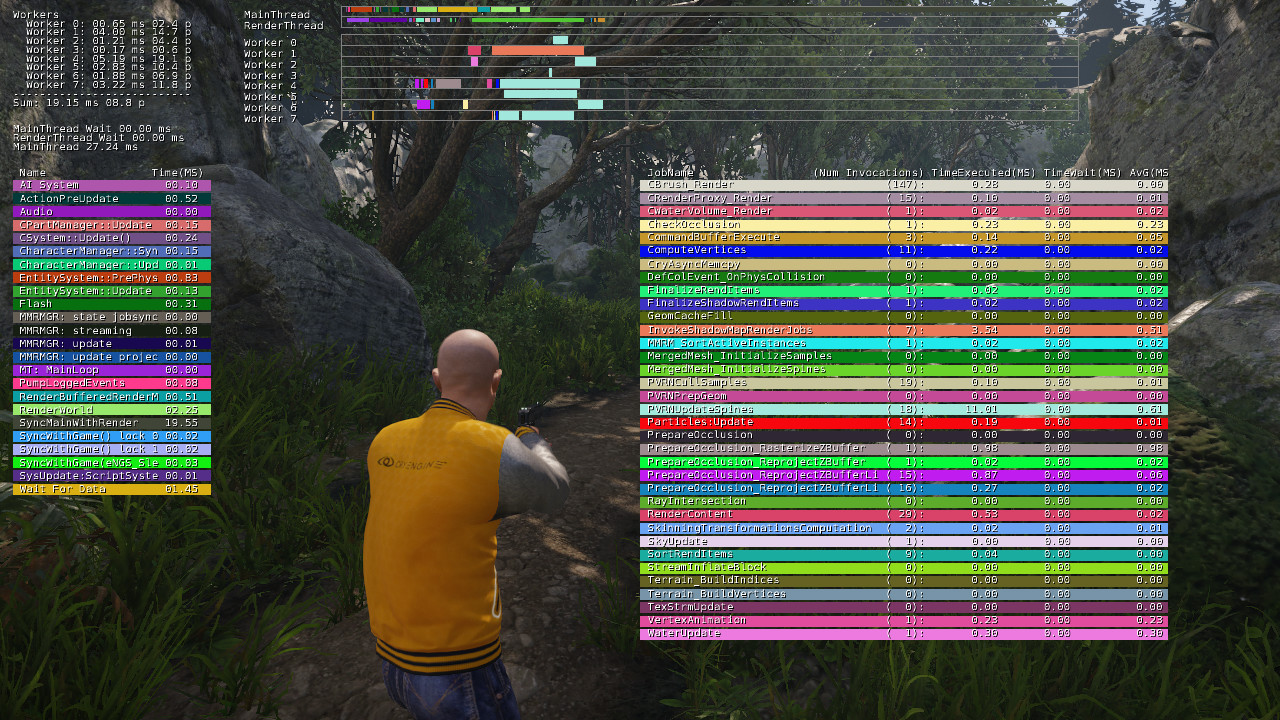 Workers
Worker 0: 00.65 ms 02.4 p
Worker 1: 04.00 ms 14.7 p
Worker 2: 01.21 ms 04.4 p
Worker 3: 00.17 ms 00.6 p
Worker 4: 05.19 ms 19.1 p
Worker 5: 02.83 ms 10.4 p
Worker 6: 01.88 ms 06.9 p
Worker 7: 03.22 ms 11.8 p
Sum: 19.15 ms 08.8 p
MainThread Wait 00.00 ms
RenderThread Wait 00.00 ms
MainThread 27.24 ms
MainThread
RenderThread
Worker 0
Worker 1
Worker 2
Worker 3
Worker 4
Worker 5
Worker 6
Worker 7
Name Time(MS)
AI System 00.10
ActionPreUpdate 00.52
Audio 00.00
CPartManager::Update 00.15
CSystem::Update() 00.24
CharacterManager::Syn 00.15
CharacterManager::Upd 00.01
EntitySystem::PrePhys 00.83
EntitySystem::Update 00.13
Flash 00.31
MMRMGR: state jobsync 00.00
MMRMGR: streaming 00.08
MMRMGR: update 00.01
MMRMGR: update projec 00.00
MT: MainLoop 00.00
PumpLoggedEvents 00.08
RenderBufferedRenderM 00.51
RenderWorld 02.25
SyncMainWithRender 19.55
SyncWithGame() lock 0 00.02
SyncWithGame() lock 1 00.02
SyncWithGame(eNGS_Sle 00.03
SysUpdate:ScriptSyste 00.01
Wait For Data 01.45
JobName (Num Invocations) TimeExecuted(MS) TimeWait(MS) Avg(MS
CBrush_Render (147): 0.28 0.00 0.00
CRenderProxy_Render ( 15): 0.10 0.00 0.01
CWaterVolume_Render ( 1): 0.02 0.00 0.02
CheckOcclusion ( 1): 0.23 0.00 0.23
CommandBufferExecute ( 3): 0.14 0.00 0.05
ComputeVertices ( 11): 0.22 0.00 0.02
CryAsyncMemcpy ( 0): 0.00 0.00 0.00
DefColEvent_OnPhysCollision ( 0): 0.00 0.00 0.00
FinalizeRendItems ( 1): 0.02 0.00 0.02
FinalizeShadowRendItems ( 1): 0.02 0.00 0.02
GeomCacheFill ( 0): 0.00 0.00 0.00
InvokeShadowMapRenderJobs ( 7): 3.54 0.00 0.51
MMRM_SortActiveInstances ( 1): 0.02 0.00 0.02
MergedMesh_InitializeSamples ( 0): 0.00 0.00 0.00
MergedMesh_InitializeSpines ( 0): 0.00 0.00 0.00
PVRNCullSamples ( 19): 0.10 0.00 0.01
PVRNPrepGeom ( 0): 0.00 0.00 0.00
PVRNUpdateSpines ( 18): 11.01 0.00 0.61
Particles:Update ( 14): 0.19 0.00 0.01
PrepareOcclusion ( 0): 0.00 0.00 0.00
PrepareOcclusion_RasterizeZBuffer ( 1): 0.98 0.00 0.98
PrepareOcclusion_ReprojectZBuffer ( 1): 0.02 0.00 0.02
PrepareOcclusion_ReprojectZBufferLi ( 15): 0.87 0.00 0.06
PrepareOcclusion_ReprojectZBufferLi ( 16): 0.27 0.00 0.02
RayIntersection ( 0): 0.00 0.00 0.00
RenderContent ( 29): 0.53 0.00 0.02
SkinningTransformationsComputation ( 2): 0.02 0.00 0.01
SkyUpdate ( 1): 0.00 0.00 0.00
SortRendItems ( 9): 0.04 0.00 0.00
StreamInflateBlock ( 0): 0.00 0.00 0.00
Terrain_BuildIndices ( 0): 0.00 0.00 0.00
Terrain_BuildVertices ( 0): 0.00 0.00 0.00
TexStrmUpdate ( 0): 0.00 0.00 0.00
VertexAnimation ( 1): 0.23 0.00 0.23
WaterUpdate ( 1): 0.30 0.00 0.30
CRYENGINE